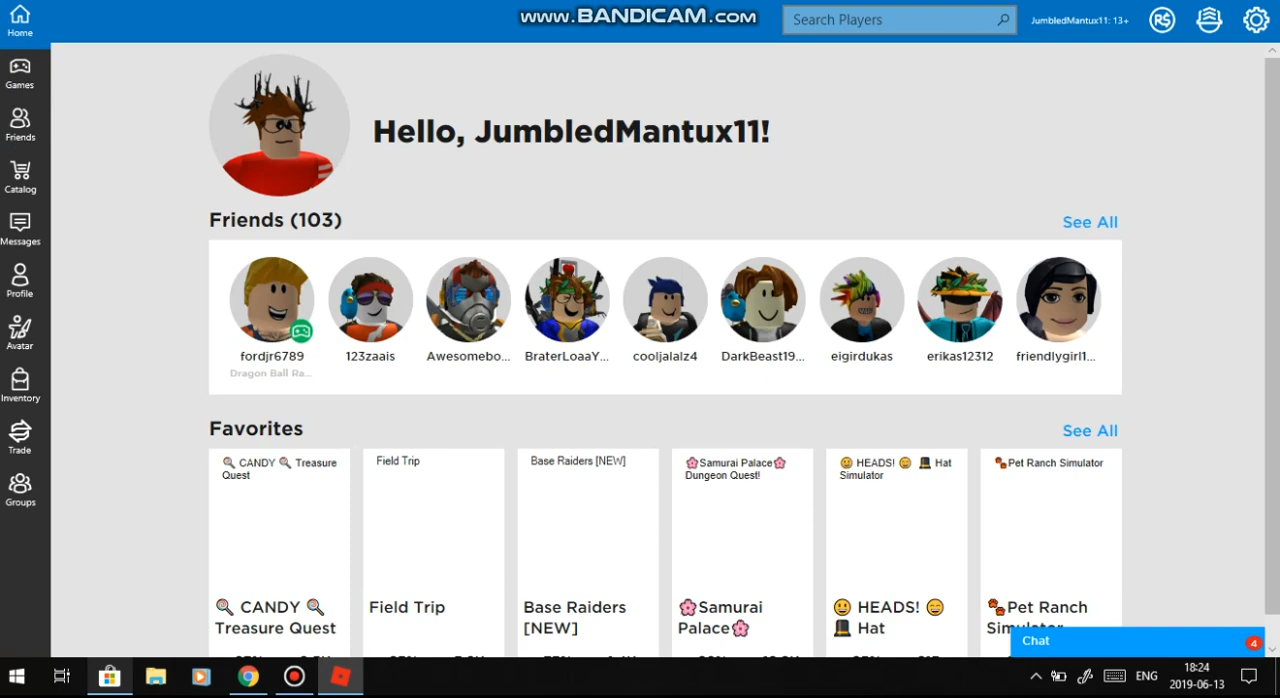 www.BANDICAM.com
Search Players
JumbledMantux11: 13+
Home
Games
Friends
Catalog
Messages
Profile
Avatar
Inventory
Trade
Groups
Hello, JumbledMantux11!
Friends (103)
See All
fordjr6789
123zaais
Awesomebo...
BraterLoaaY...
cooljalalz4
DarkBeast19...
eigirdukas
erikas12312
friendlygirl1...
Dragon Ball Ra...
Favorites
See All
CANDY Treasure
Quest
Field Trip
Base Raiders [NEW]
Samurai Palace
Dungeon Quest!
HEADS! Hat
Simulator
Pet Ranch Simulator
CANDY
Treasure Quest
Field Trip
Base Raiders
[NEW]
Samurai
Palace
HEADS!
Hat
Pet Ranch
Simulator
Chat
4
ENG
18:24
2019-06-13